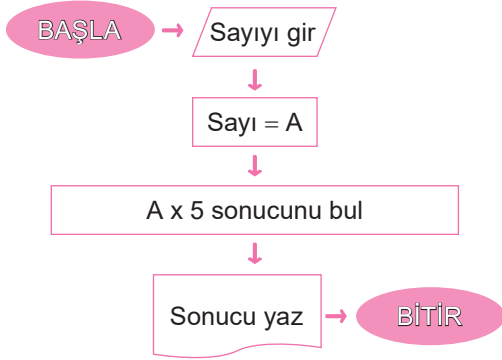 BAŞLA
Sayıyı gir
Sayı = A
A x 5 sonucunu bul
Sonucu yaz
BİTİR